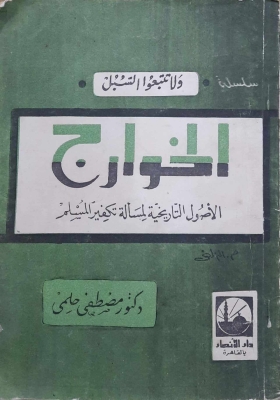 سلسلة
ولا تتبعوا السبل
الخوارج
الأصول التاريخية لمسألة تكفير المسلم
دكتور مصطفى حلمي
دار الأنصار
بالقاهرة